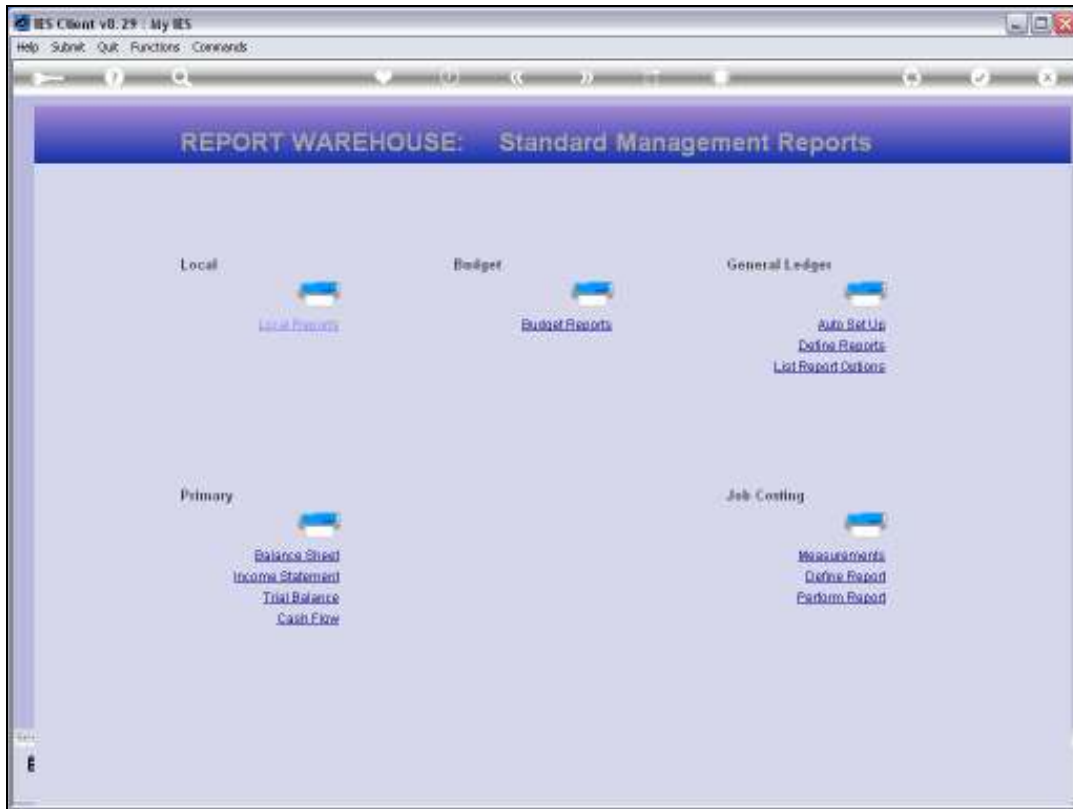 IES Client v8.29 : My IES
Help Submit Quit Functions Commands
REPORT WAREHOUSE: Standard Management Reports
Local
Budget
General Ledger
Local Reports
Budget Reports
Auto Set Up
Define Reports
List Report Options
Primary
Job Costing
Balance Sheet
Measurements
Income Statement
Define Report
Trial Balance
Perform Report
Cash Flow
E